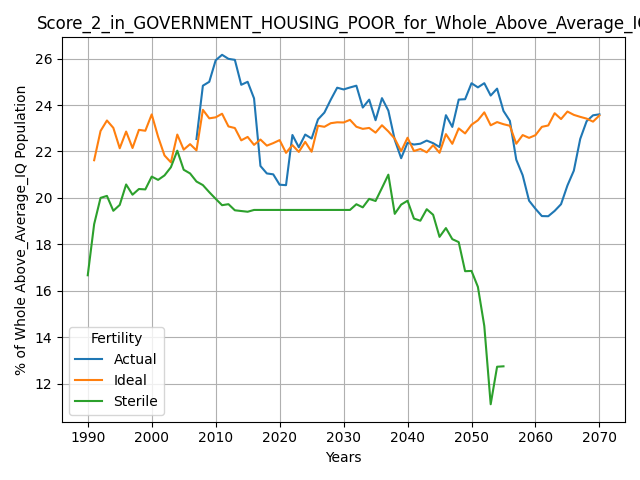 Score_2_in_GOVERNMENT_HOUSING_POOR_for_Whole_Above_Average_IQ
% of Whole Above_Average_IQ Population
26
24
22
20
18
16
14
12
Fertility
Actual
Ideal
Sterile
1990 2000 2010 2020 2030 2040 2050 2060 2070
Years